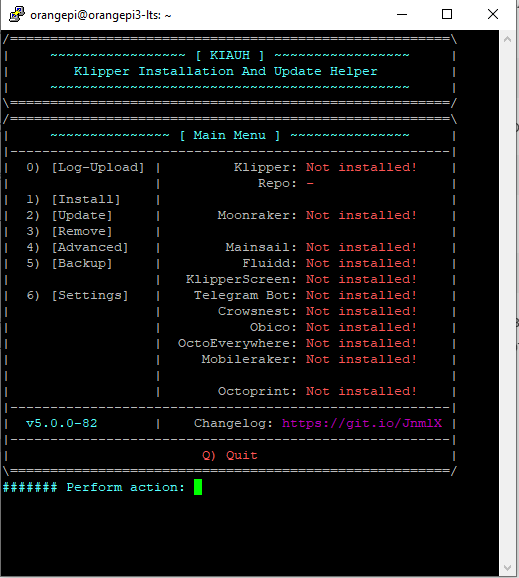 orangepi@orangepi3-lts: ~
/=======================================================\
|     ~~~~~~~~~~~~~~~~~ [ KIAUH ] ~~~~~~~~~~~~~~~~~     |
|        Klipper Installation And Update Helper         |
|     ~~~~~~~~~~~~~~~~~~~~~~~~~~~~~~~~~~~~~~~~~~~~~     |
\=======================================================/
/=======================================================\
|     ~~~~~~~~~~~~~~~ [ Main Menu ] ~~~~~~~~~~~~~~~     |
|-------------------------------------------------------|
|  0) [Log-Upload] |         Klipper: Not installed!    |
|                  |            Repo: -                 |
|  1) [Install]    |                                    |
|  2) [Update]     |       Moonraker: Not installed!    |
|  3) [Remove]     |                                    |
|  4) [Advanced]   |        Mainsail: Not installed!    |
|  5) [Backup]     |          Fluidd: Not installed!    |
|                  |   KlipperScreen: Not installed!    |
|  6) [Settings]   |    Telegram Bot: Not installed!    |
|                  |       Crowsnest: Not installed!    |
|                  |           Obico: Not installed!    |
|                  |  OctoEverywhere: Not installed!    |
|                  |     Mobileraker: Not installed!    |
|                  |                                    |
|                  |       Octoprint: Not installed!    |
|-------------------------------------------------------|
|  v5.0.0-82       |    Changelog: https://git.io/JnmlX |
|-------------------------------------------------------|
|                        Q) Quit                        |
\=======================================================/
####### Perform action: